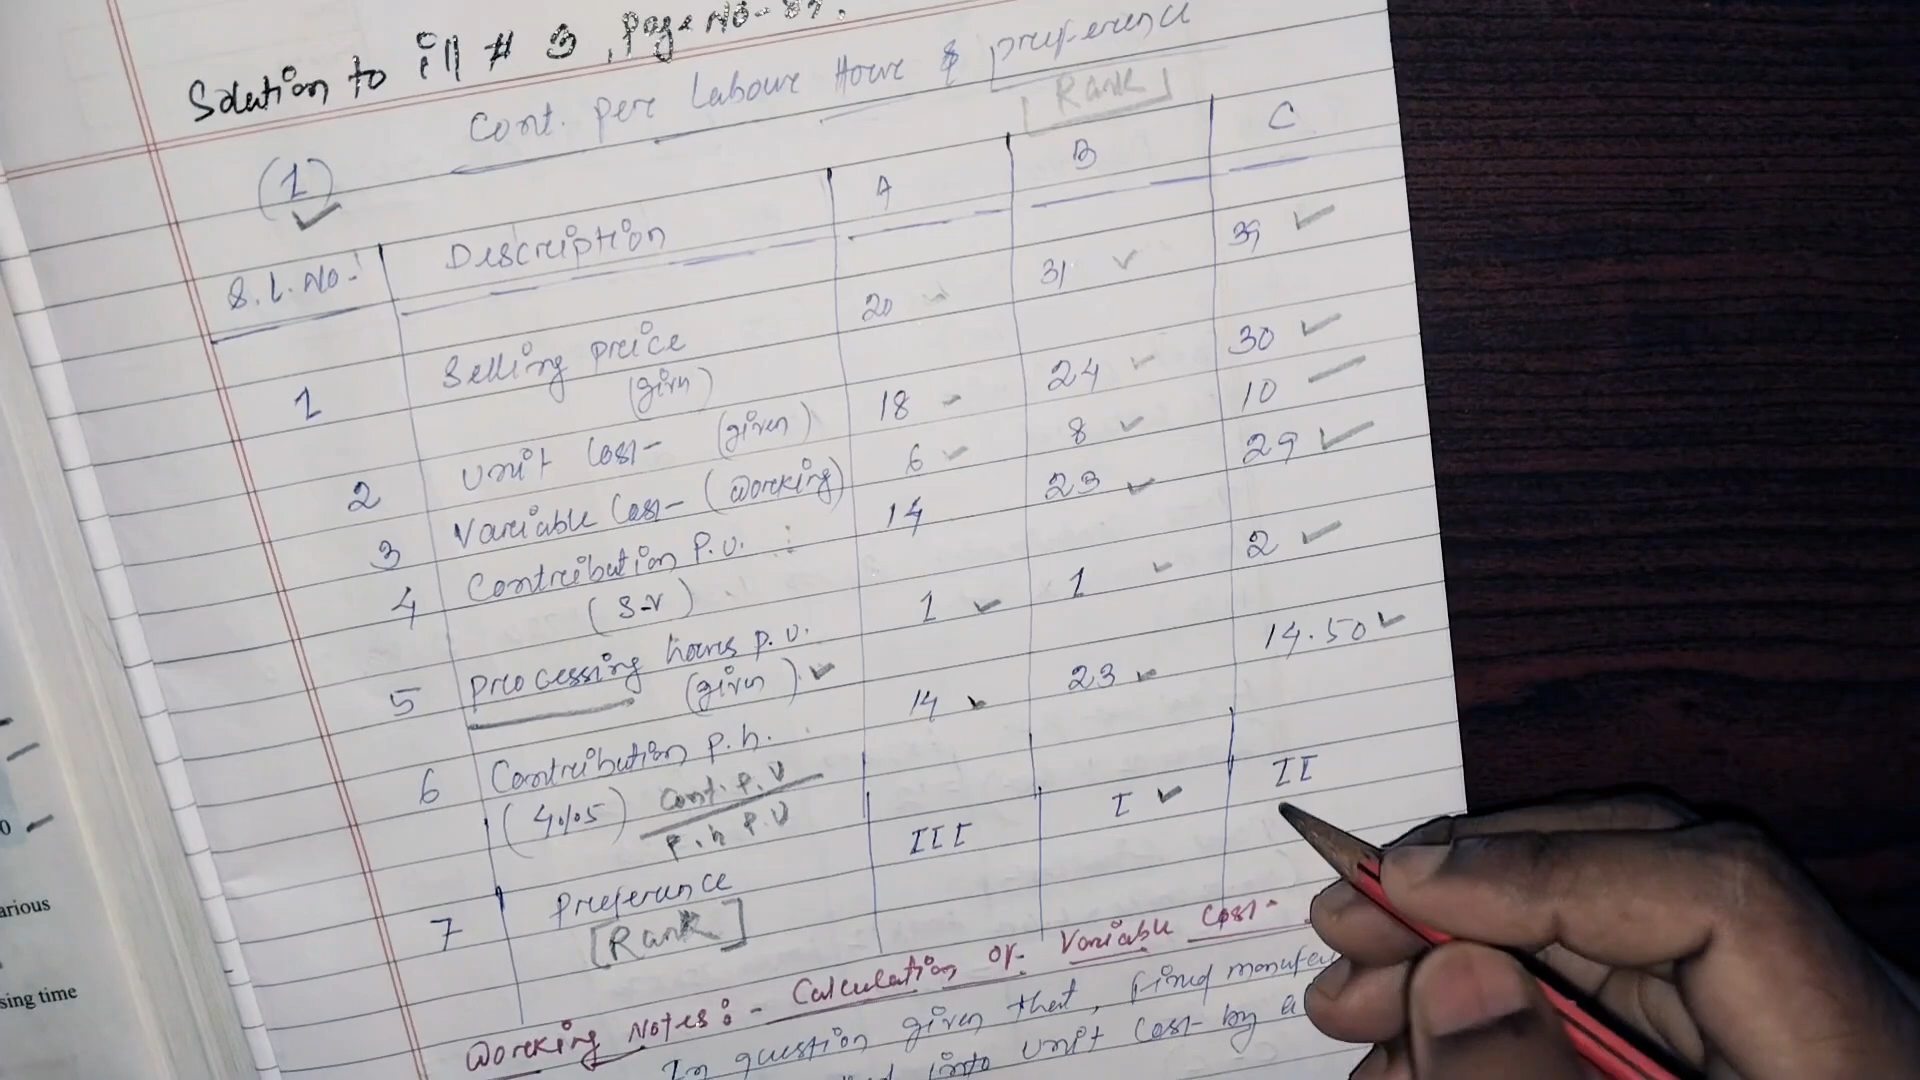 Solution to ill # 3, Page No-
Cont. per Labour Hour & preference
[Rank]
(1)
S.L. No. Description A B C
1 Selling price (given) 20 31 39
2 Unit Cost- (given) 18 24 30
3 Variable Cost- (Working) 6 8 10
4 Contribution P.U. (S-V) 14 23 29
5 Processing hours p.u. (given) 1 1 2
6 Contribution p.h. (4÷5) 14 23 14.50
Cont. P.U
P.h P.U
7 Preference [Rank] III I II
Working Notes:- Calculation of Variable Cost-
In question given that, Fixed
into Unit Cost- by a
arious
sing time